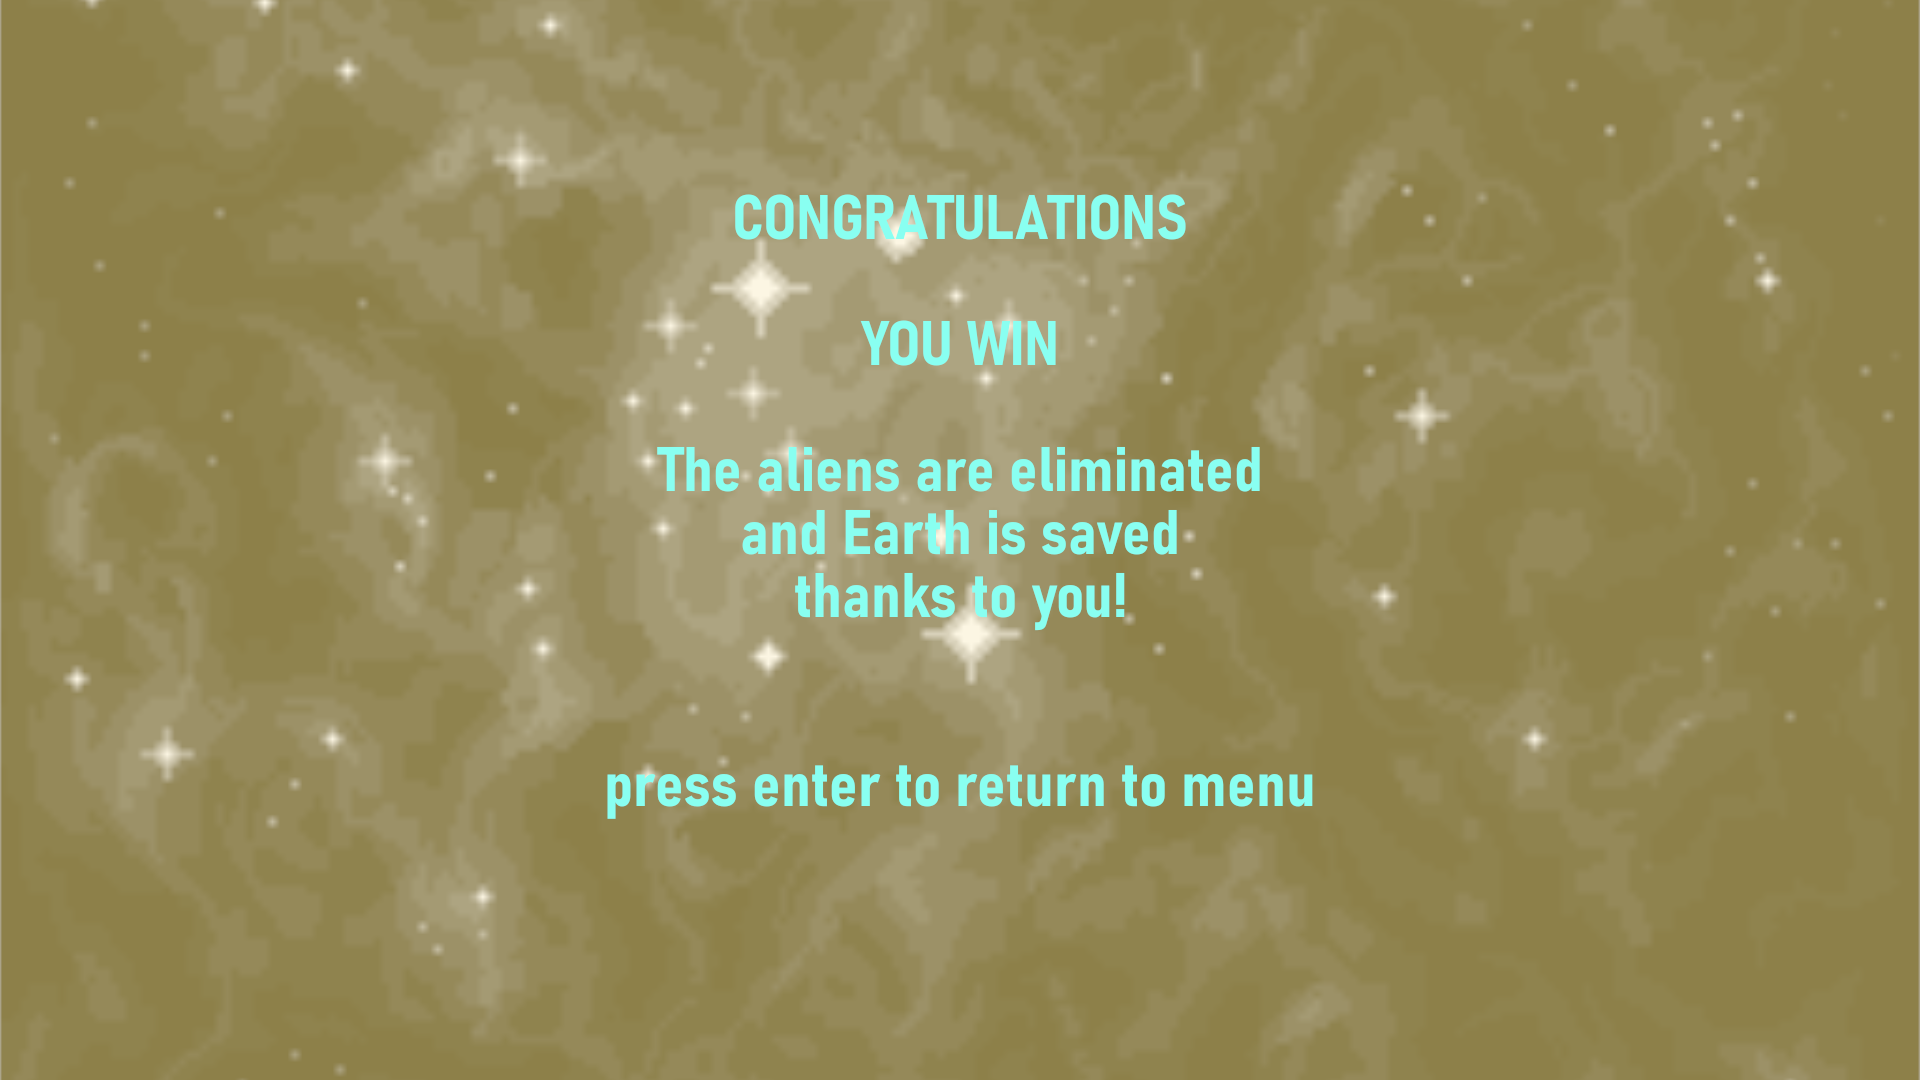 CONGRATULATIONS
YOU WIN
The aliens are eliminated
and Earth is saved
thanks to you!
press enter to return to menu